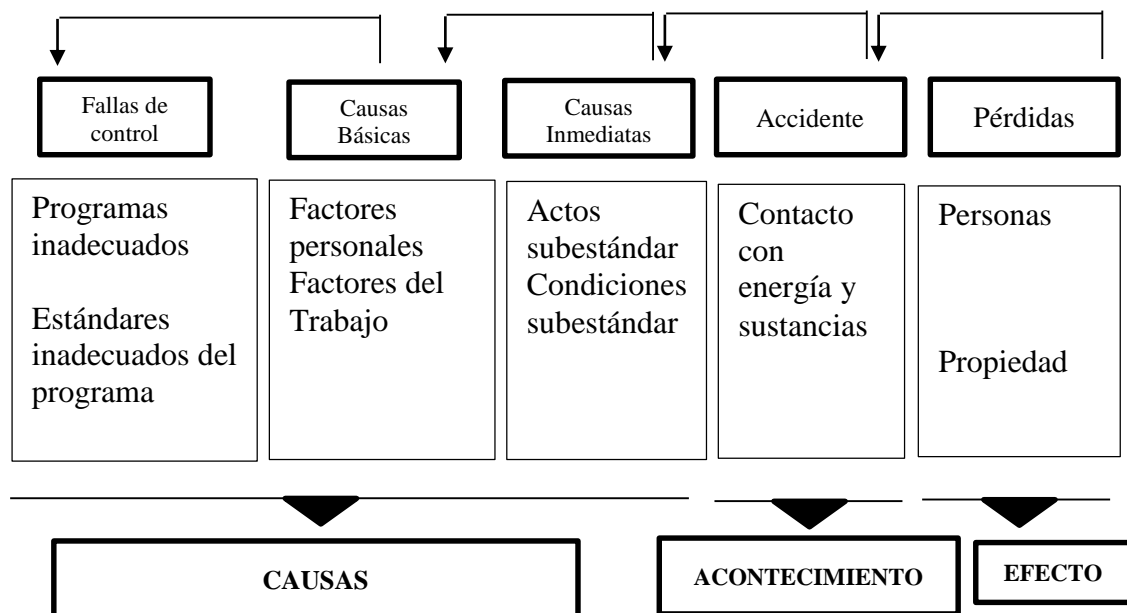 Fallas de
control
Causas
Básicas
Causas
Inmediatas
Accidente
Pérdidas
Programas
inadecuados
Estándares
inadecuados del
programa
Factores
personales
Factores del
Trabajo
Actos
subestándar
Condiciones
subestándar
Contacto
con
energía y
sustancias
Personas
Propiedad
CAUSAS
ACONTECIMIENTO
EFECTO